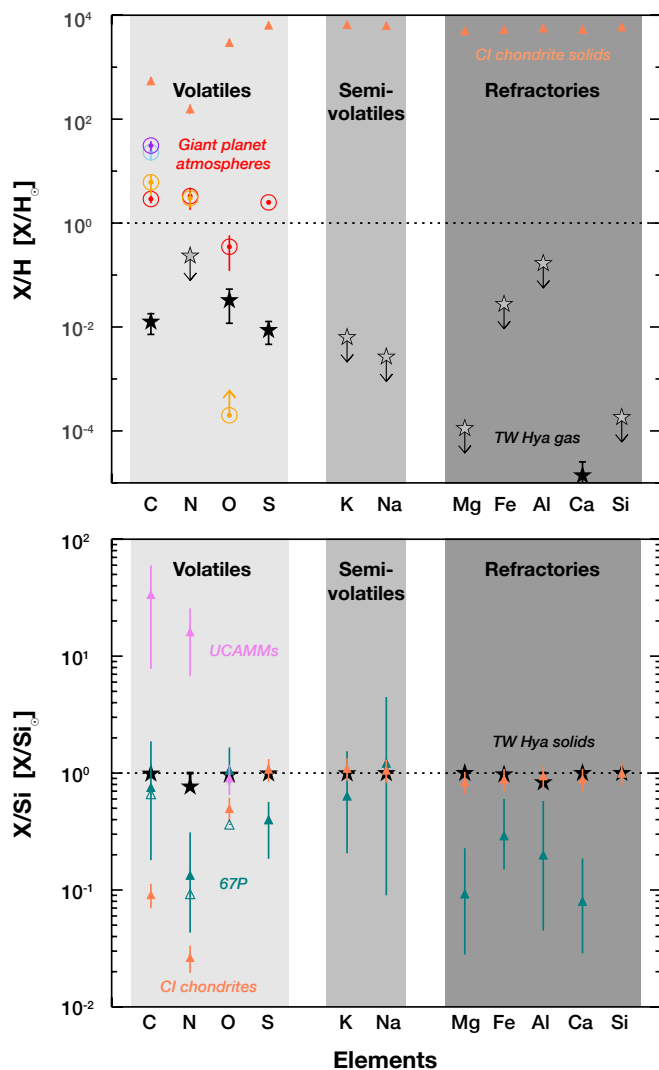 10⁴
CI chondrite solids
Volatiles
Semi-
volatiles
Refractories
10²
Giant planet
atmospheres
X/H [X/H☉]
10⁰
10⁻²
10⁻⁴
TW Hya gas
C N O S K Na Mg Fe Al Ca Si
10²
Volatiles
Semi-
volatiles
Refractories
UCAMMs
10¹
X/Si [X/Si☉]
TW Hya solids
10⁰
67P
10⁻¹
CI chondrites
10⁻²
C N O S K Na Mg Fe Al Ca Si
Elements